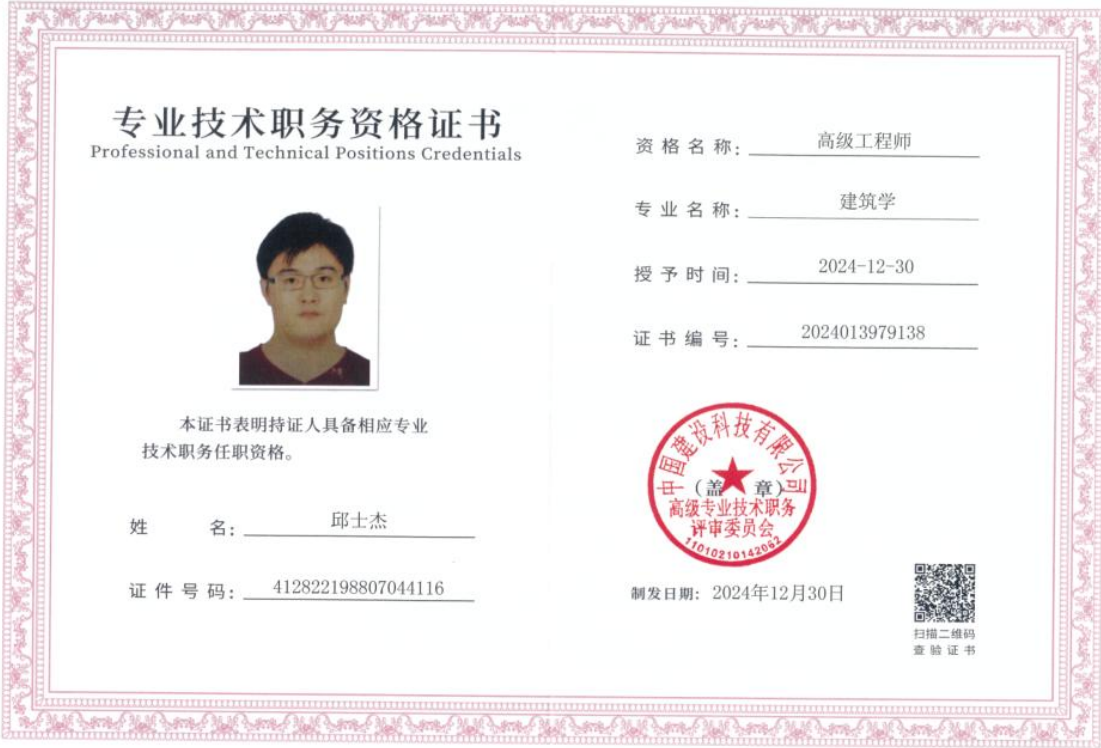 专业技术职务资格证书
Professional and Technical Positions Credentials
本证书表明持证人具备相应专业
技术职务任职资格。
姓 名: 邱士杰
证件号码: 412822198807044116
资格名称: 高级工程师
专业名称: 建筑学
授予时间: 2024-12-30
证书编号: 2024013979138
中国建设科技有限公司
(盖 章)
高级专业技术职务
评审委员会
11010210142062
制发日期: 2024年12月30日
扫描二维码
查验证书